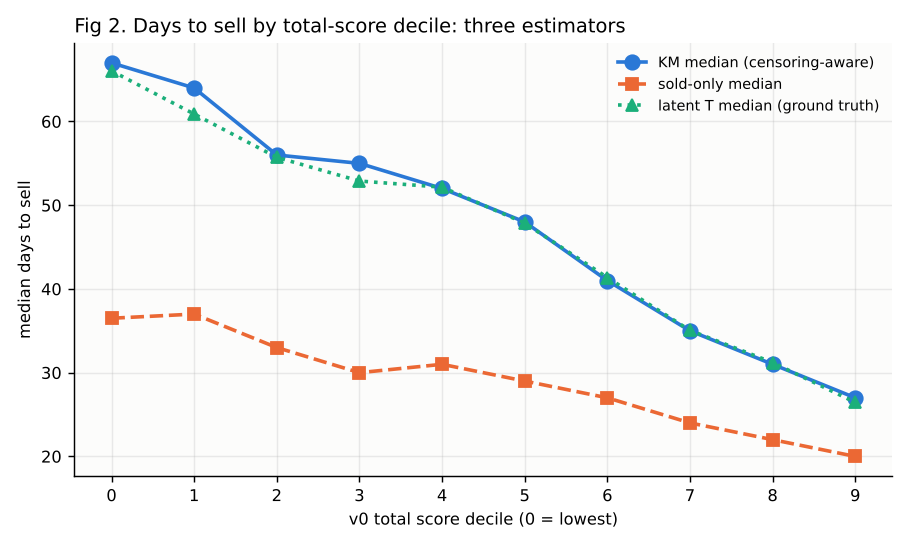 Fig 2. Days to sell by total-score decile: three estimators
KM median (censoring-aware)
sold-only median
latent T median (ground truth)
median days to sell
60
50
40
30
20
0 1 2 3 4 5 6 7 8 9
v0 total score decile (0 = lowest)